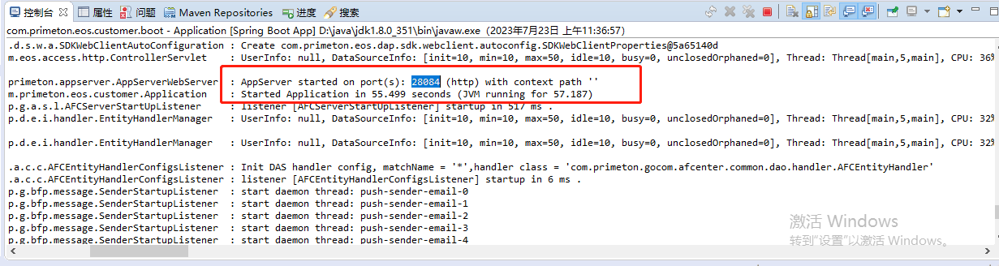 控制台 属性 问题 Maven Repositories 进度 搜索
com.primeton.eos.customer.boot - Application [Spring Boot App] D:\java\jdk1.8.0_351\bin\javaw.exe (2023年7月23日 上午11:36:57)
.d.s.w.a.SDKWebClientAutoConfiguration : Create com.primeton.eos.dap.sdk.webclient.autoconfig.SDKWebClientProperties@5a65140d
m.eos.access.http.ControllerServlet : UserInfo: null, DataSourceInfo: [init=10, min=10, max=50, idle=10, busy=0, unclosedOrphaned=0], Thread: Thread[main,5,main], CPU: 36%
primeton.appserver.AppServerWebServer : AppServer started on port(s): 28084 (http) with context path ''
m.primeton.eos.customer.Application : Started Application in 55.499 seconds (JVM running for 57.187)
p.g.a.s.l.AFCServerStartUpListener : listener [AFCServerStartUpListener] startup in 517 ms .
p.d.e.i.handler.EntityHandlerManager : UserInfo: null, DataSourceInfo: [init=10, min=10, max=50, idle=10, busy=0, unclosedOrphaned=0], Thread: Thread[main,5,main], CPU: 32%
p.d.e.i.handler.EntityHandlerManager : UserInfo: null, DataSourceInfo: [init=10, min=10, max=50, idle=10, busy=0, unclosedOrphaned=0], Thread: Thread[main,5,main], CPU: 32%
.a.c.c.AFCEntityHandlerConfigsListener : Init DAS handler config, matchName = '*',handler class = 'com.primeton.gocom.afcenter.common.dao.handler.AFCEntityHandler'
.a.c.c.AFCEntityHandlerConfigsListener : listener [AFCEntityHandlerConfigsListener] startup in 6 ms .
p.g.bfp.message.SenderStartupListener : start daemon thread: push-sender-email-0
p.g.bfp.message.SenderStartupListener : start daemon thread: push-sender-email-1
p.g.bfp.message.SenderStartupListener : start daemon thread: push-sender-email-2
p.g.bfp.message.SenderStartupListener : start daemon thread: push-sender-email-3
p.g.bfp.message.SenderStartupListener : start daemon thread: push-sender-email-4
激活 Windows
转到"设置"以激活 Windows。